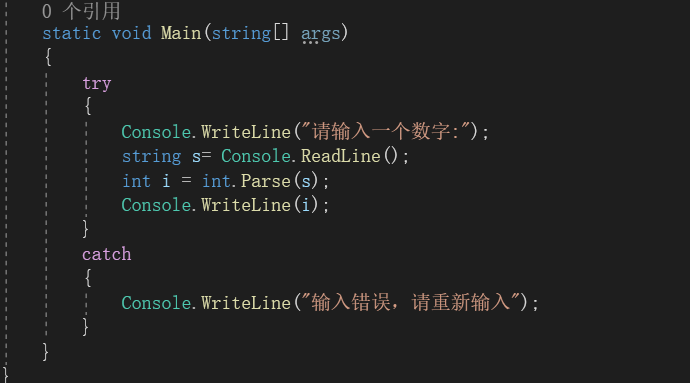 0 个引用
static void Main(string[] args)
{
try
{
Console.WriteLine("请输入一个数字:");
string s= Console.ReadLine();
int i = int.Parse(s);
Console.WriteLine(i);
}
catch
{
Console.WriteLine("输入错误，请重新输入");
}
}
}